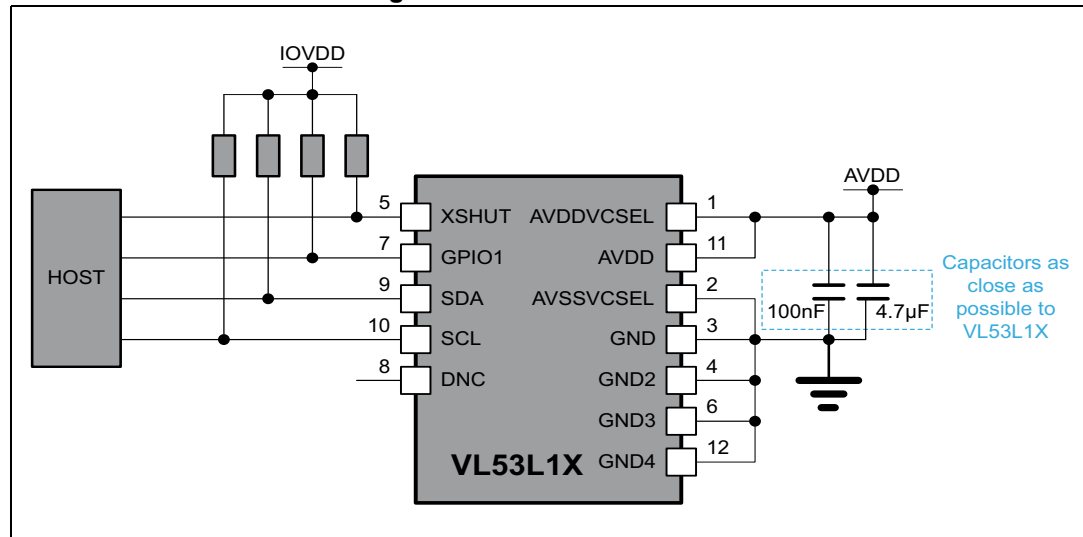 IOVDD
AVDD
HOST
5 XSHUT
7 GPIO1
9 SDA
10 SCL
8 DNC
AVDDVCSEL 1
AVDD 11
AVSSVCSEL 2
GND 3
GND2 4
GND3 6
GND4 12
VL53L1X
100nF
4.7µF
Capacitors as
close as
possible to
VL53L1X